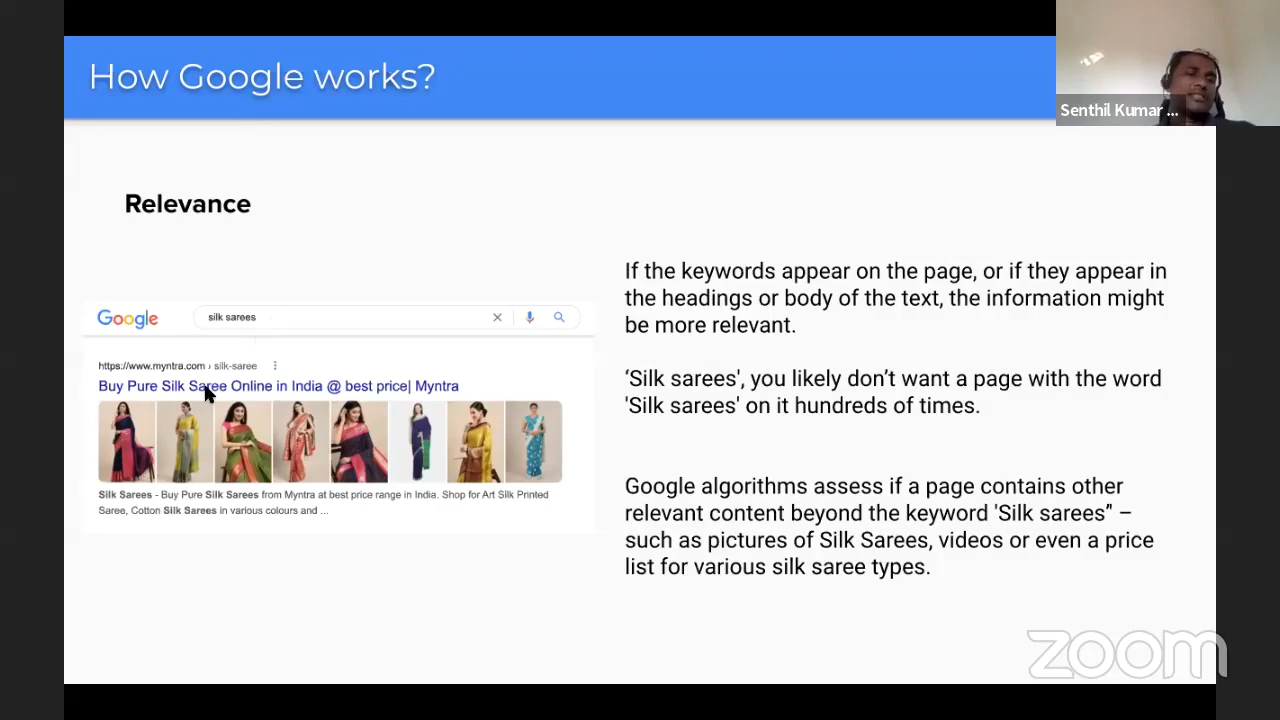 How Google works?
Senthil Kumar ...
Relevance
Google
silk sarees
https://www.myntra.com › silk-saree
Buy Pure Silk Saree Online in India @ best price| Myntra
Silk Sarees - Buy Pure Silk Sarees from Myntra at best price range in India. Shop for Art Silk Printed
Saree, Cotton Silk Sarees in various colours and ...
If the keywords appear on the page, or if they appear in
the headings or body of the text, the information might
be more relevant.
‘Silk sarees', you likely don’t want a page with the word
'Silk sarees' on it hundreds of times.
Google algorithms assess if a page contains other
relevant content beyond the keyword 'Silk sarees” –
such as pictures of Silk Sarees, videos or even a price
list for various silk saree types.
zoom